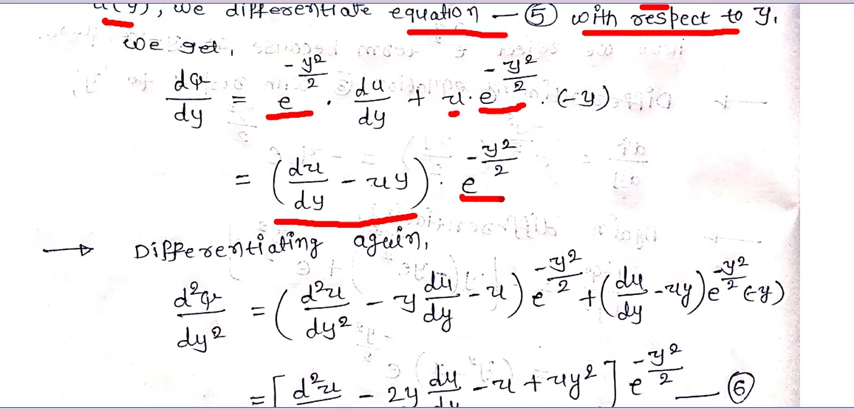 u(y), we differentiate equation — ⑤ with respect to y.
we get,
dφ/dy = e^(-y²/2) · du/dy + u·e^(-y²/2) · (-y)
= (du/dy - uy) · e^(-y²/2)
→ Differentiating again,
d²φ/dy² = (d²u/dy² - y du/dy - u) e^(-y²/2) + (du/dy - uy) e^(-y²/2) (-y)
= [d²u - 2y du/dy - u + uy²] e^(-y²/2) — ⑥